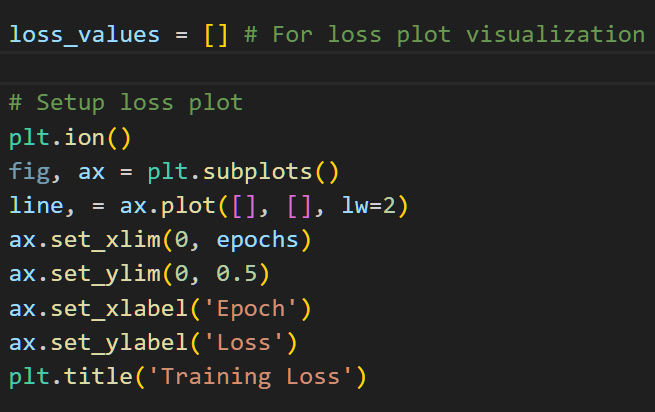 loss_values = [] # For loss plot visualization
# Setup loss plot
plt.ion()
fig, ax = plt.subplots()
line, = ax.plot([], [], lw=2)
ax.set_xlim(0, epochs)
ax.set_ylim(0, 0.5)
ax.set_xlabel('Epoch')
ax.set_ylabel('Loss')
plt.title('Training Loss')